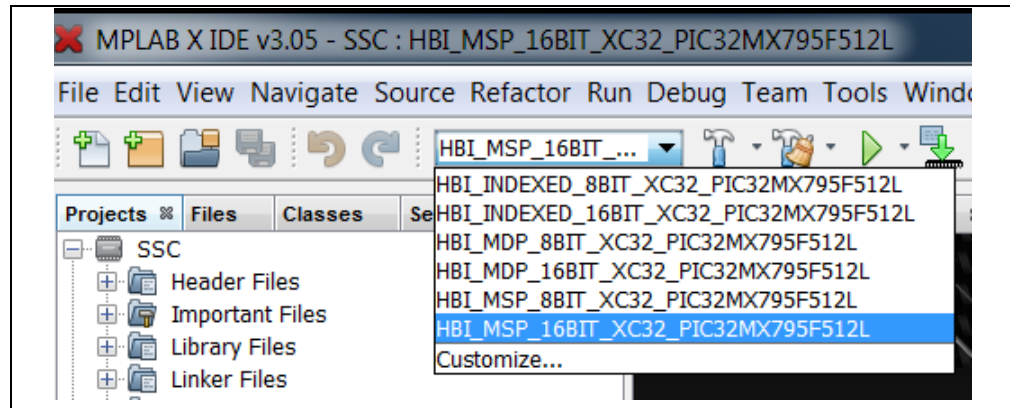 MPLAB X IDE v3.05 - SSC : HBI_MSP_16BIT_XC32_PIC32MX795F512L
File Edit View Navigate Source Refactor Run Debug Team Tools
HBI_MSP_16BIT_...
HBI_INDEXED_8BIT_XC32_PIC32MX795F512L
HBI_INDEXED_16BIT_XC32_PIC32MX795F512L
HBI_MDP_8BIT_XC32_PIC32MX795F512L
HBI_MDP_16BIT_XC32_PIC32MX795F512L
HBI_MSP_8BIT_XC32_PIC32MX795F512L
HBI_MSP_16BIT_XC32_PIC32MX795F512L
Customize...
Projects Files Classes Se
SSC
Header Files
Important Files
Library Files
Linker Files